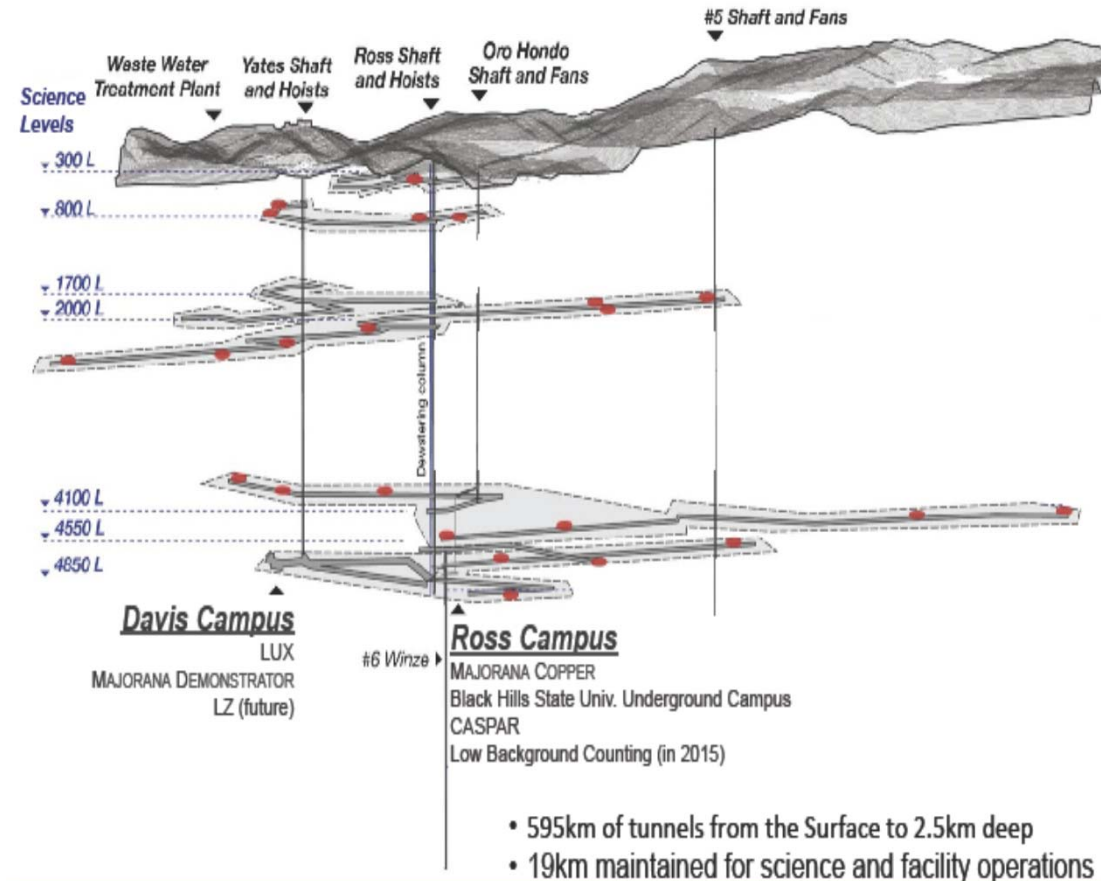 #5 Shaft and Fans
Waste Water
Treatment Plant
Yates Shaft
and Hoists
Ross Shaft
and Hoists
Oro Hondo
Shaft and Fans
Science
Levels
300 L
800 L
1700 L
2000 L
Dewatering column
4100 L
4550 L
4850 L
Davis Campus
LUX
MAJORANA DEMONSTRATOR
LZ (future)
#6 Winze
Ross Campus
MAJORANA COPPER
Black Hills State Univ. Underground Campus
CASPAR
Low Background Counting (in 2015)
• 595km of tunnels from the Surface to 2.5km deep
• 19km maintained for science and facility operations